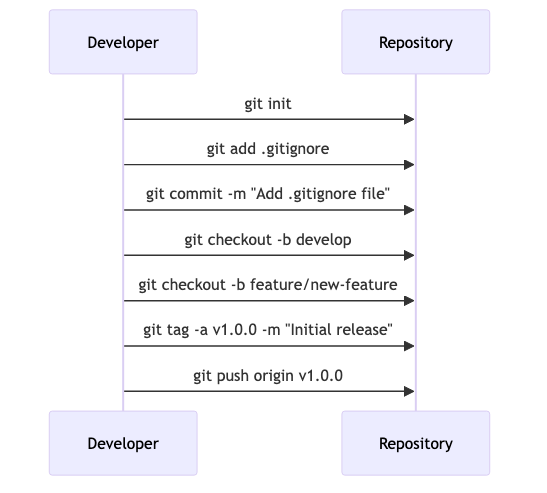 Developer
Repository
git init
git add .gitignore
git commit -m "Add .gitignore file"
git checkout -b develop
git checkout -b feature/new-feature
git tag -a v1.0.0 -m "Initial release"
git push origin v1.0.0
Developer
Repository